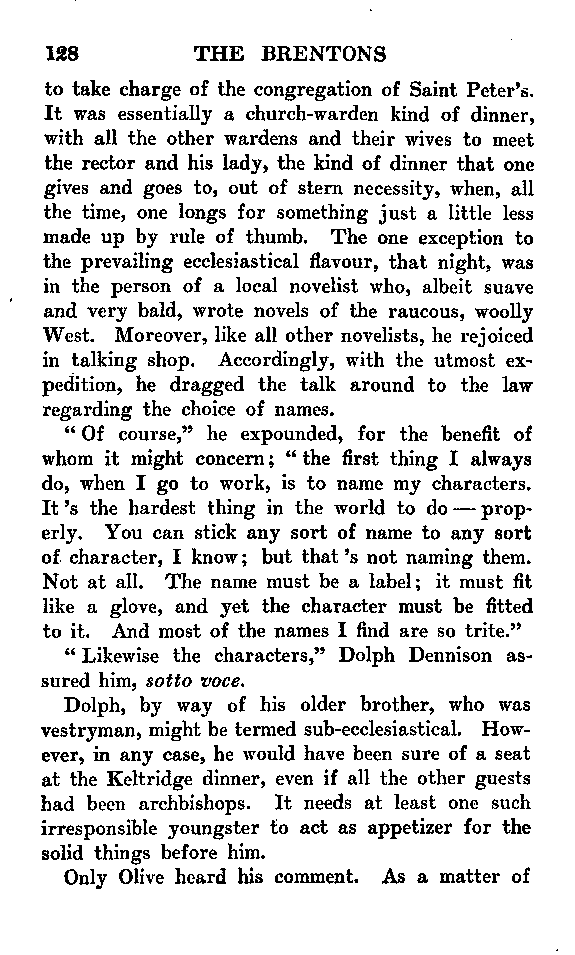 128 THE BRENTONS
to take charge of the congregation of Saint Peter's.
It was essentially a church-warden kind of dinner,
with all the other wardens and their wives to meet
the rector and his lady, the kind of dinner that one
gives and goes to, out of stern necessity, when, all
the time, one longs for something just a little less
made up by rule of thumb. The one exception to
the prevailing ecclesiastical flavour, that night, was
in the person of a local novelist who, albeit suave
and very bald, wrote novels of the raucous, woolly
West. Moreover, like all other novelists, he rejoiced
in talking shop. Accordingly, with the utmost ex-
pedition, he dragged the talk around to the law
regarding the choice of names.
"Of course," he expounded, for the benefit of
whom it might concern; "the first thing I always
do, when I go to work, is to name my characters.
It's the hardest thing in the world to do — prop-
erly. You can stick any sort of name to any sort
of character, I know; but that's not naming them.
Not at all. The name must be a label; it must fit
like a glove, and yet the character must be fitted
to it. And most of the names I find are so trite."
"Likewise the characters," Dolph Dennison as-
sured him, sotto voce.
Dolph, by way of his older brother, who was
vestryman, might be termed sub-ecclesiastical. How-
ever, in any case, he would have been sure of a seat
at the Keltridge dinner, even if all the other guests
had been archbishops. It needs at least one such
irresponsible youngster to act as appetizer for the
solid things before him.
Only Olive heard his comment. As a matter of